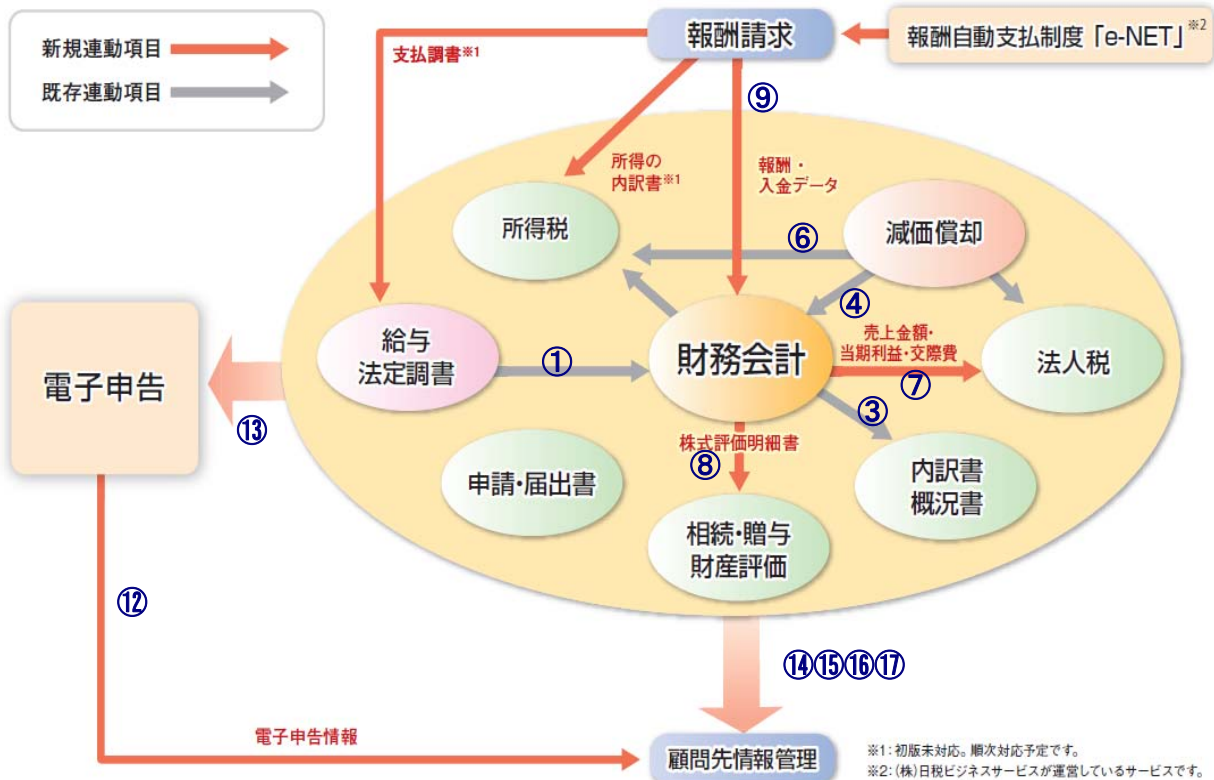 新規連動項目
既存連動項目
報酬請求
報酬自動支払制度「e-NET」※2
支払調書※1
⑨
所得の
内訳書※1
報酬・
入金データ
所得税
⑥
減価償却
④
給与
法定調書
①
財務会計
売上金額・
当期利益・交際費
⑦
法人税
③
電子申告
⑬
株式評価明細書
⑧
申請・届出書
内訳書
概況書
相続・贈与
財産評価
⑫
⑭⑮⑯⑰
電子申告情報
顧問先情報管理
※1:初版未対応。順次対応予定です。
※2:(株)日税ビジネスサービスが運営しているサービスです。